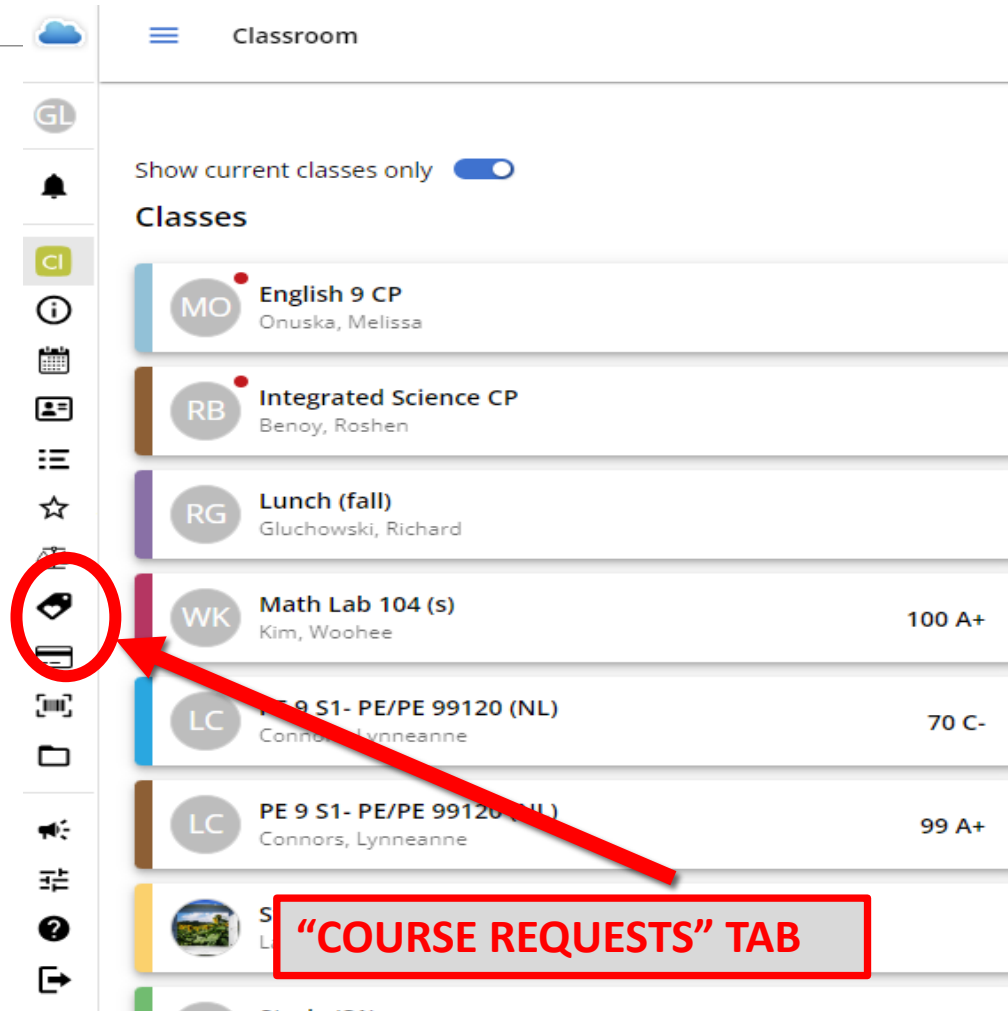 Classroom
GL
Show current classes only
Classes
CI
MO
English 9 CP
Onuska, Melissa
RB
Integrated Science CP
Benoy, Roshen
RG
Lunch (fall)
Gluchowski, Richard
WK
Math Lab 104 (s)
Kim, Woohee
100 A+
LC
9 S1- PE/PE 99120 (NL)
Lynneanne
70 C-
LC
PE 9 S1- PE/PE 99120
Connors, Lynneanne
99 A+
“COURSE REQUESTS” TAB